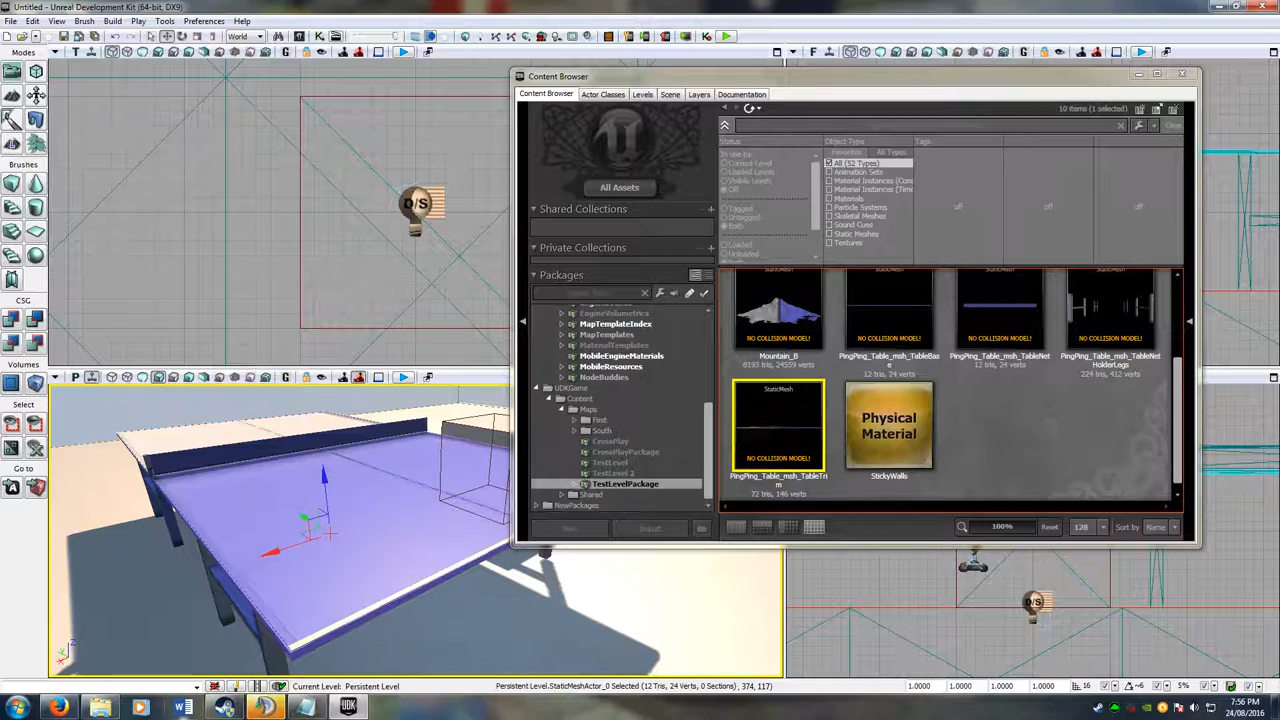 Untitled - Unreal Development Kit (64-bit, DX9)
File Edit View Brush Build Play Tools Preferences Help
World
Modes
T
G
F
G
Brushes
CSG
Volumes
Select
Go to
D/S
P
G
Content Browser
Content Browser Actor Classes Levels Scene Layers Documentation
10 items (1 selected)
Clear
All Assets
Shared Collections
Private Collections
Packages
Status
In use by:
Current Level
Loaded Levels
Visible Levels
Off
Tagged
Untagged
Both
Loaded
Unloaded
Object Type
Favorites All Types
All (52 Types)
Animation Sets
Material Instances (Con
Material Instances (Time
Materials
Particle Systems
Skeletal Meshes
Sound Cues
Static Meshes
Textures
Tags
off off off
EngineVolumetrics
MapTemplateIndex
MapTemplates
MaterialTemplates
MobileEngineMaterials
MobileResources
NodeBuddies
UDKGame
Content
Maps
First
South
CrossPlay
CrossPlayPackage
TestLevel
TestLevel 2
TestLevelPackage
Shared
NewPackages
New Import
StaticMesh StaticMesh StaticMesh StaticMesh
NO COLLISION MODEL! NO COLLISION MODEL! NO COLLISION MODEL! NO COLLISION MODEL!
Mountain_B
8193 tris, 24559 verts
PingPing_Table_msh_TableBas
e
12 tris, 24 verts
PingPing_Table_msh_TableNet
12 tris, 24 verts
PingPing_Table_msh_TableNet
HolderLegs
224 tris, 412 verts
StaticMesh
NO COLLISION MODEL!
PingPing_Table_msh_TableTri
m
72 tris, 146 verts
Physical
Material
StickyWalls
100% Reset 128 Sort by Name
D/S
Current Level: Persistent Level
Persistent Level.StaticMeshActor_0 Selected (12 Tris, 24 Verts, 0 Sections) , 374, 117)
1.0000 1.0000 1.0000 1.0000
16 ~6 5%
7:56 PM
24/08/2016